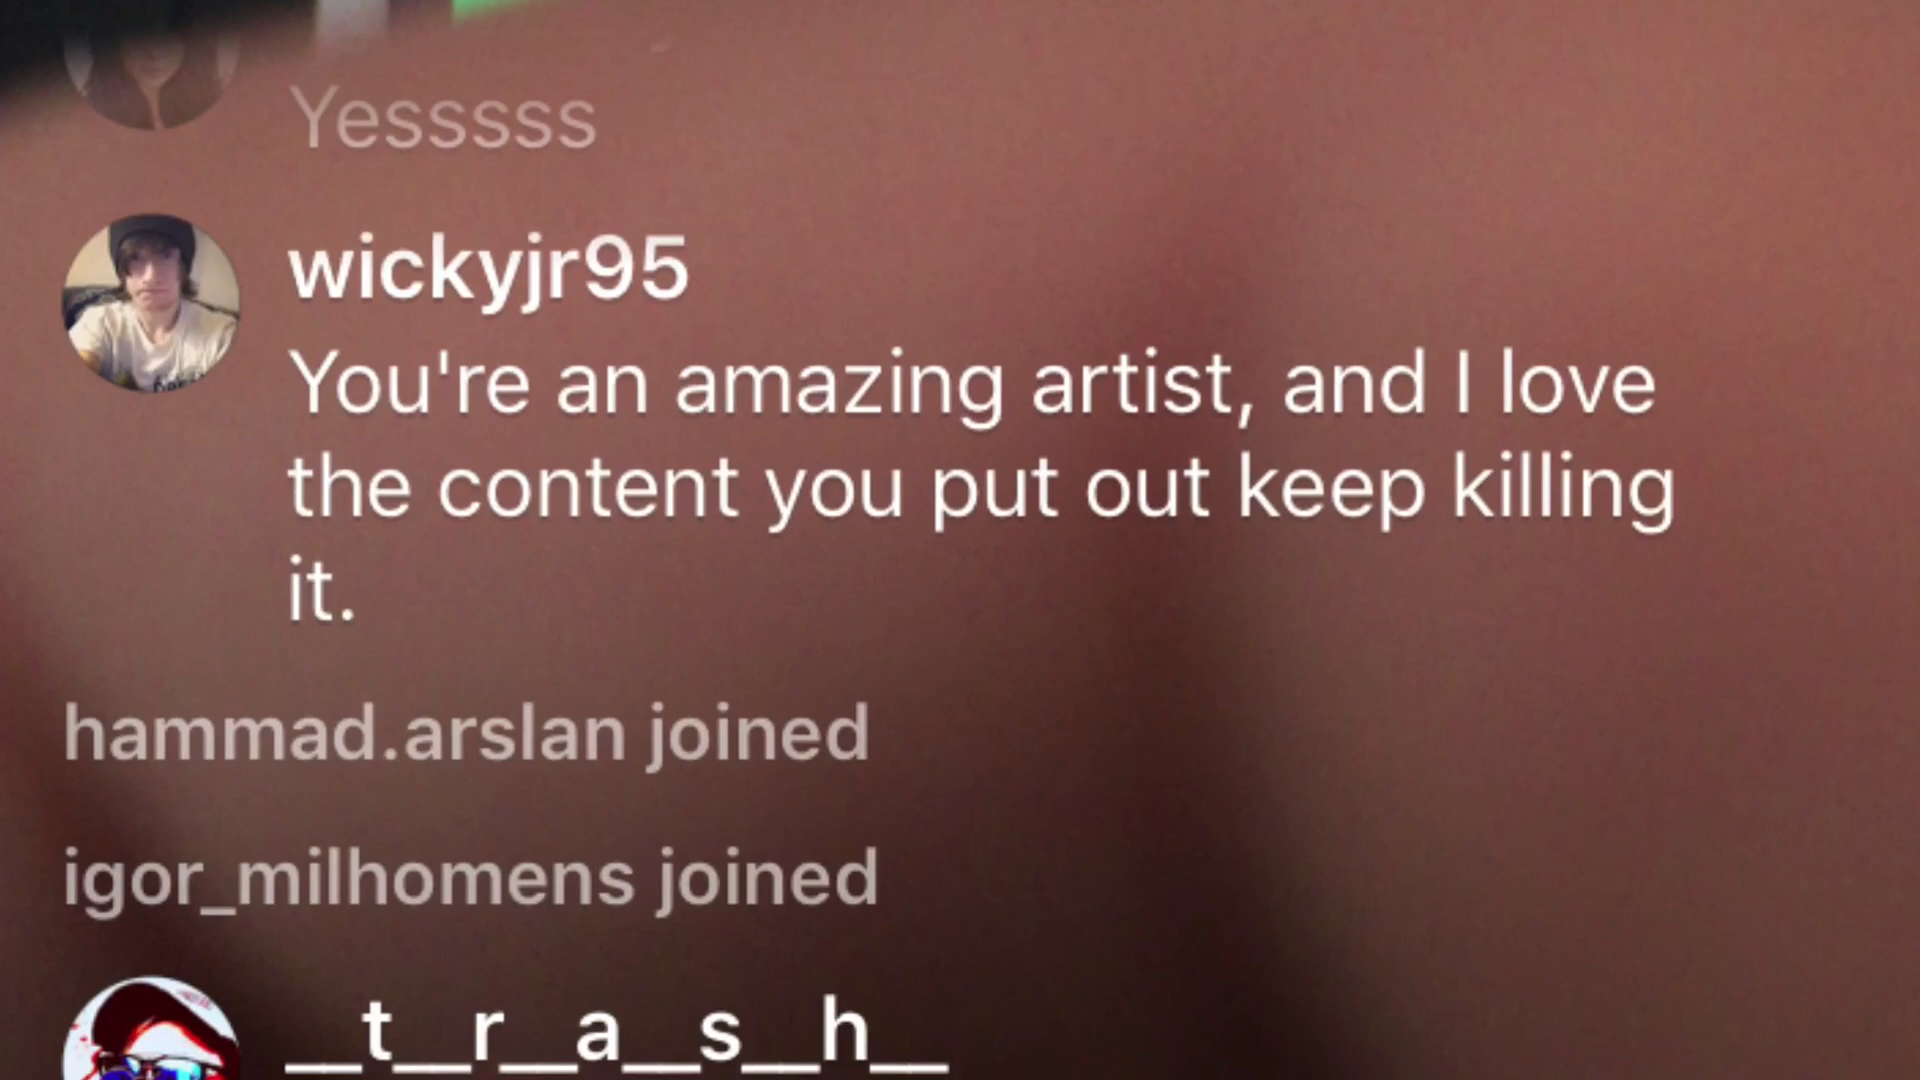 Yesssss
wickyjr95
You're an amazing artist, and I love
the content you put out keep killing
it.
hammad.arslan joined
igor_milhomens joined
__t__r__a__s__h__